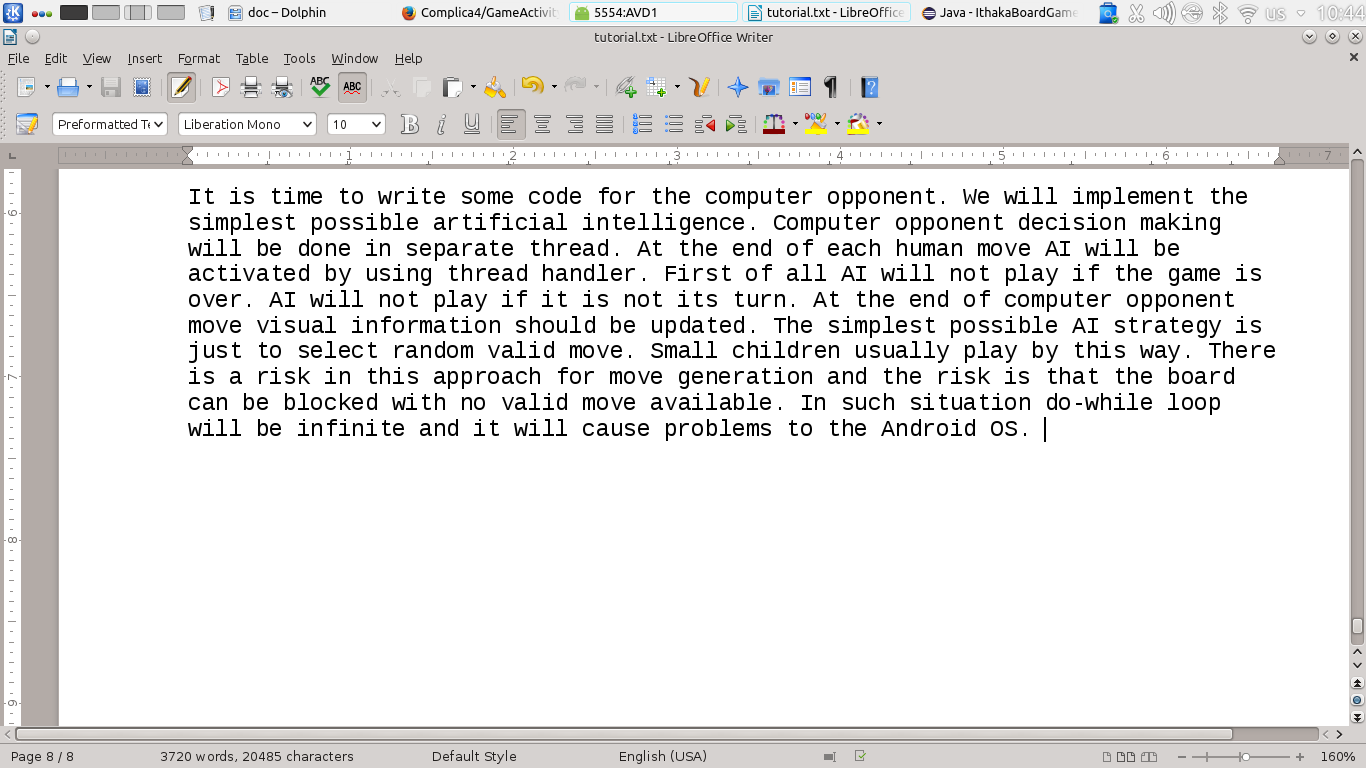 doc – Dolphin
Complica4/GameActivit
5554:AVD1
tutorial.txt - LibreOffice
Java - IthakaBoardGame
us
10:44
tutorial.txt - LibreOffice Writer
File Edit View Insert Format Table Tools Window Help
ABC ABC
Preformatted Te Liberation Mono 10
1 2 3 4 5 6 7
It is time to write some code for the computer opponent. We will implement the
simplest possible artificial intelligence. Computer opponent decision making
will be done in separate thread. At the end of each human move AI will be
activated by using thread handler. First of all AI will not play if the game is
over. AI will not play if it is not its turn. At the end of computer opponent
move visual information should be updated. The simplest possible AI strategy is
just to select random valid move. Small children usually play by this way. There
is a risk in this approach for move generation and the risk is that the board
can be blocked with no valid move available. In such situation do-while loop
will be infinite and it will cause problems to the Android OS.
6
7
8
9
Page 8 / 8 3720 words, 20485 characters Default Style English (USA) 160%